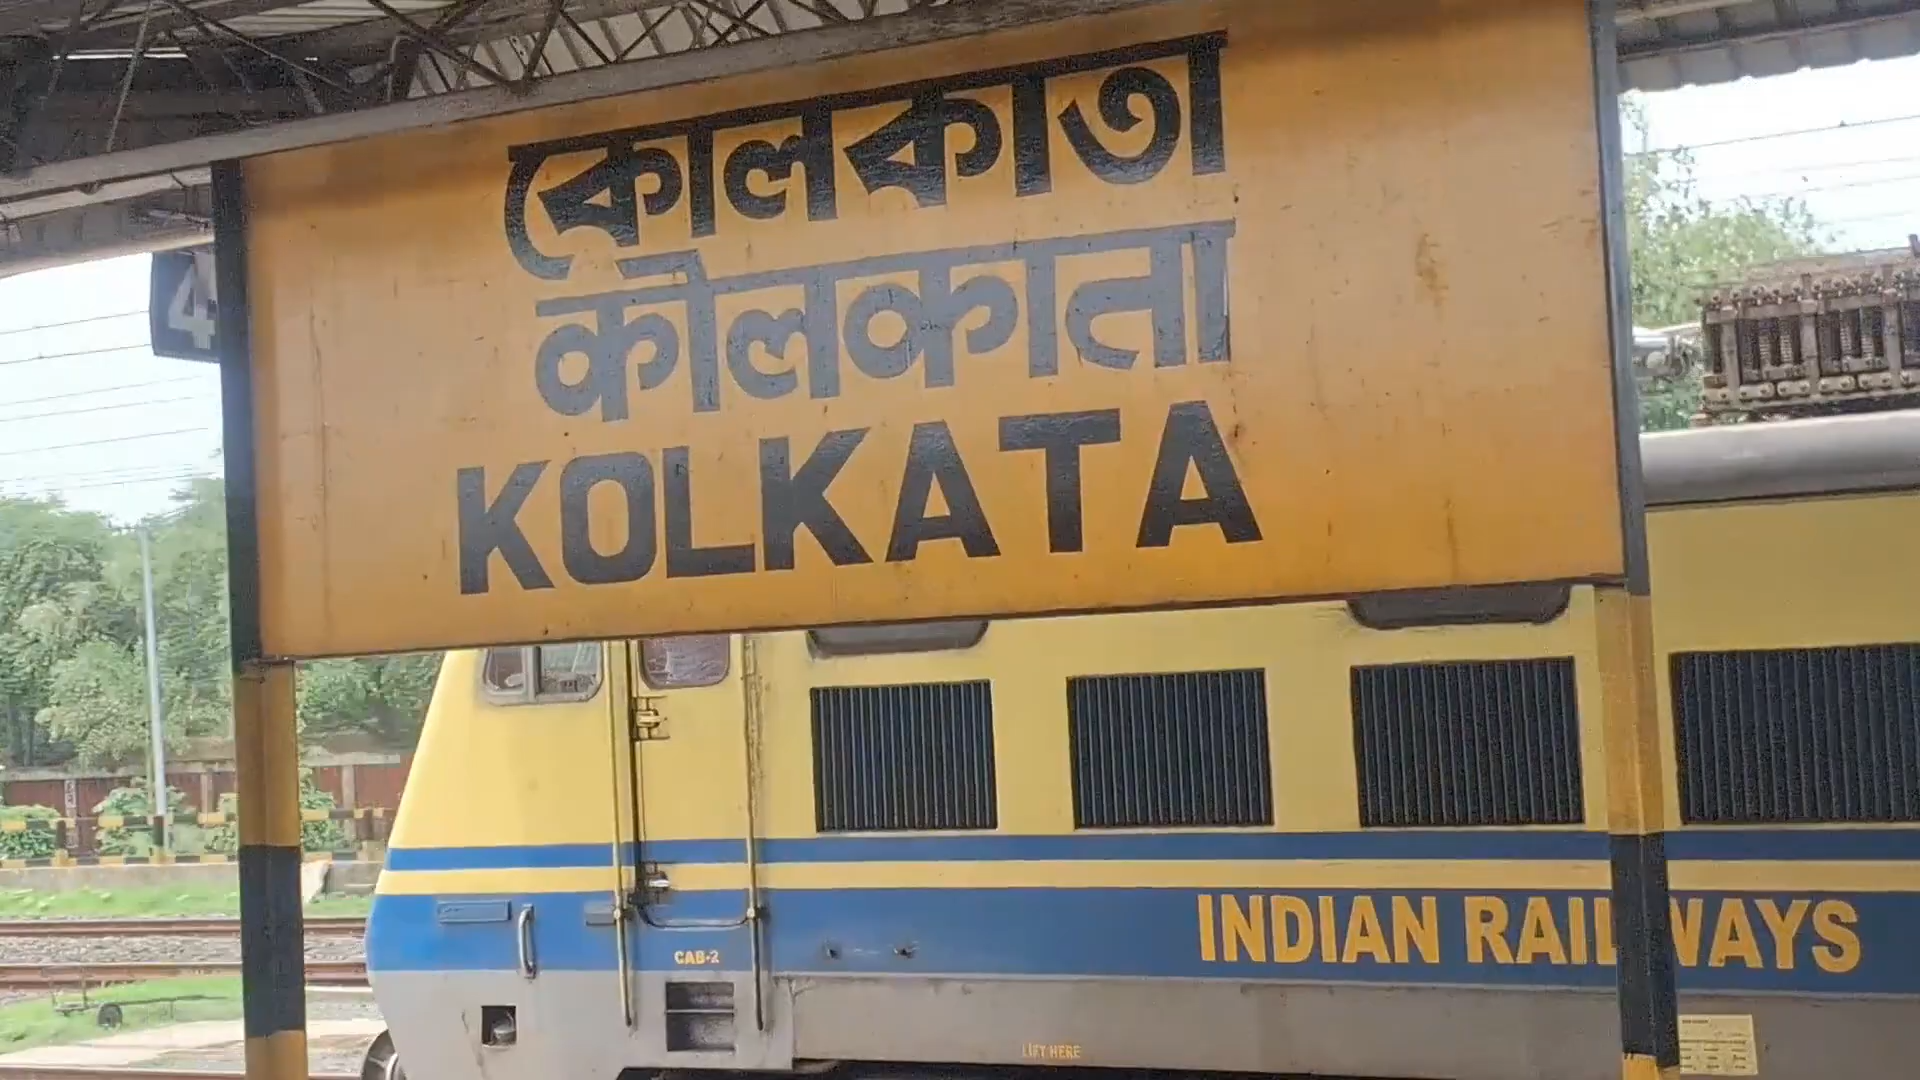 কোলকাতা
कोलकाता
KOLKATA
4
INDIAN RAILWAYS
CAB-2
LIFT HERE